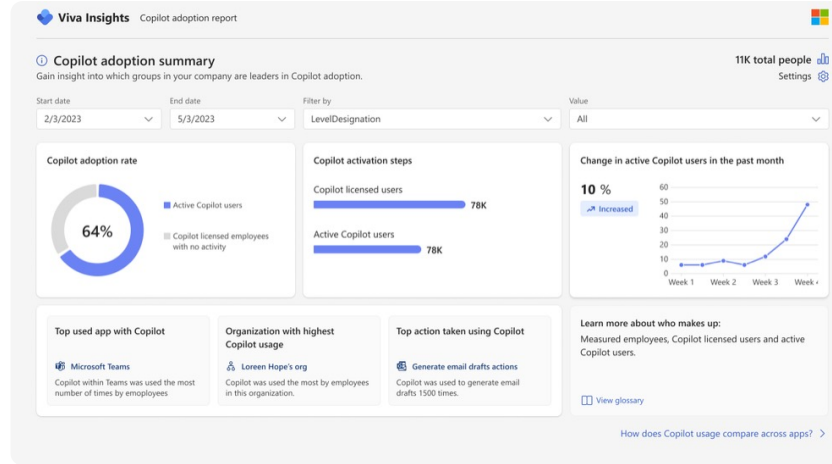 Viva Insights Copilot adoption report
Copilot adoption summary
11K total people
Gain insight into which groups in your company are leaders in Copilot adoption.
Settings
Start date
End date
Filter by
Value
2/3/2023
5/3/2023
LevelDesignation
All
Copilot adoption rate
64%
Active Copilot users
Copilot licensed employees
with no activity
Copilot activation steps
Copilot licensed users
78K
Active Copilot users
78K
Change in active Copilot users in the past month
10 %
Increased
60
50
40
30
20
10
0
Week 1
Week 2
Week 3
Week
Top used app with Copilot
Microsoft Teams
Copilot within Teams was used the most
number of times by emoployees
Organization with highest
Copilot usage
Loreen Hope's org
Copilot was used the most by employees
in this organization.
Top action taken using Copilot
Generate email drafts actions
Copilot was used to generate email
drafts 1500 times.
Learn more about who makes up:
Measured employees, Copilot licensed users and active
Copilot users.
View glossary
How does Copilot usage compare across apps?